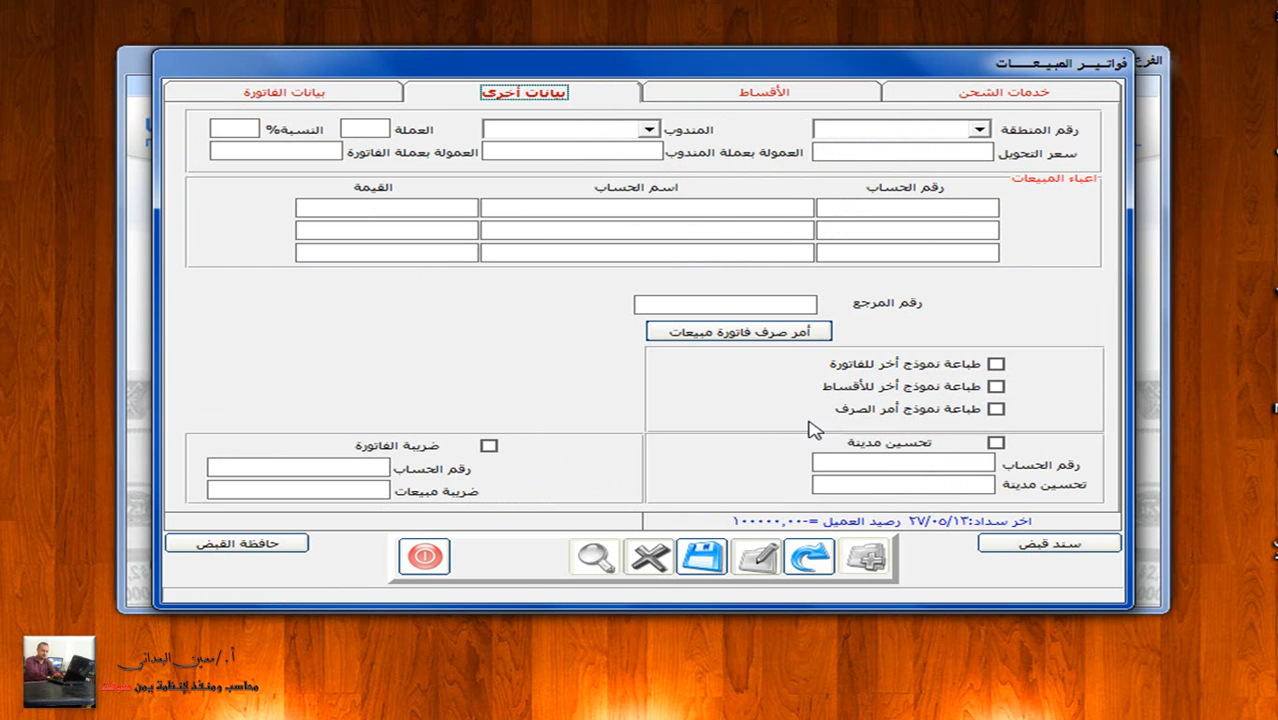 الفرع
فواتير المبيعات
خدمات الشحن
الأقساط
بيانات أخرى
بيانات الفاتورة
رقم المنطقة
المندوب
العملة
النسبة%
سعر التحويل
العمولة بعملة المندوب
العمولة بعملة الفاتورة
اعباء المبيعات
رقم الحساب
اسم الحساب
القيمة
رقم المرجع
أمر صرف فاتورة مبيعات
طباعة نموذج أخر للفاتورة
طباعة نموذج أخر للأقساط
طباعة نموذج أمر الصرف
تحسين مدينة
رقم الحساب
تحسين مدينة
ضريبة الفاتورة
رقم الحساب
ضريبة مبيعات
اخر سداد:٢٧/٠٥/١٣ رصيد العميل =-١٠٠٠٠٠,٠٠
سند قبض
حافظة القبض
أ./معين البعداني
محاسب ومنفذ لإنظمة يمن سوفت